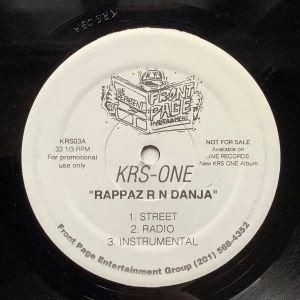 FRONT
PAGE
ENTERTAINMENT
KRS03A
33 1/3 RPM
For promotional
use only
NOT FOR SALE
Available on
JIVE RECORDS
New KRS ONE Album
KRS-ONE
"RAPPAZ R N DANJA"
1. STREET
2. RADIO
3. INSTRUMENTAL
Front Page Entertainment Group (201) 568-4352